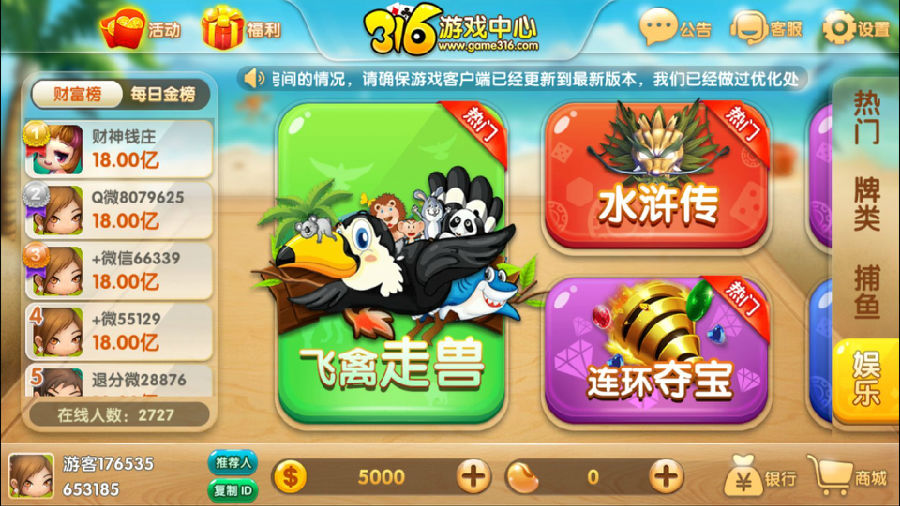 活动
福利
316游戏中心
www.game316.com
公告
客服
设置
房间的情况，请确保游戏客户端已经更新到最新版本，我们已经做过优化处
财富榜
每日金榜
1
财神钱庄
18.00亿
2
Q微8079625
18.00亿
3
+微信66339
18.00亿
4
+微55129
18.00亿
5
退分微28876
在线人数：2727
热门
飞禽走兽
热门
水浒传
热门
连环夺宝
热门
牌类
捕鱼
娱乐
游客176535
653185
推荐人
复制 ID
$
5000
+
0
+
¥
银行
商城